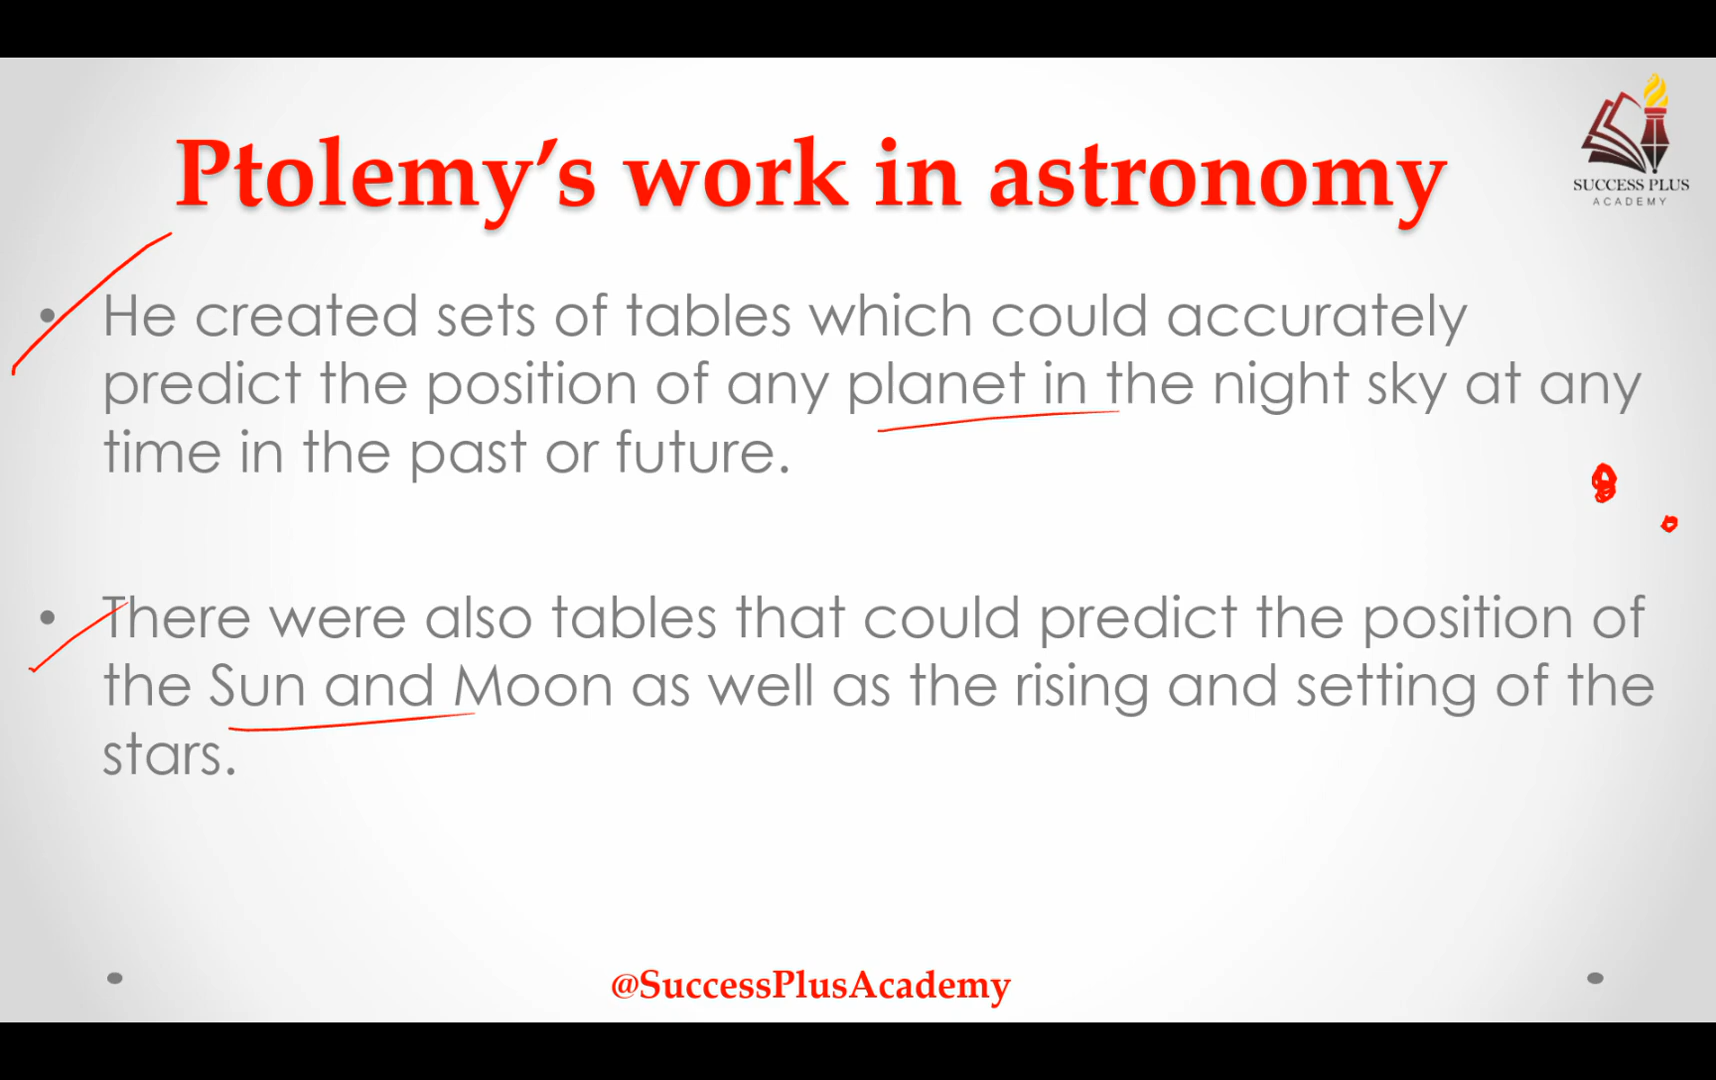 SUCCESS PLUS
ACADEMY
Ptolemy’s work in astronomy
• He created sets of tables which could accurately
predict the position of any planet in the night sky at any
time in the past or future.
• There were also tables that could predict the position of
the Sun and Moon as well as the rising and setting of the
stars.
@SuccessPlusAcademy